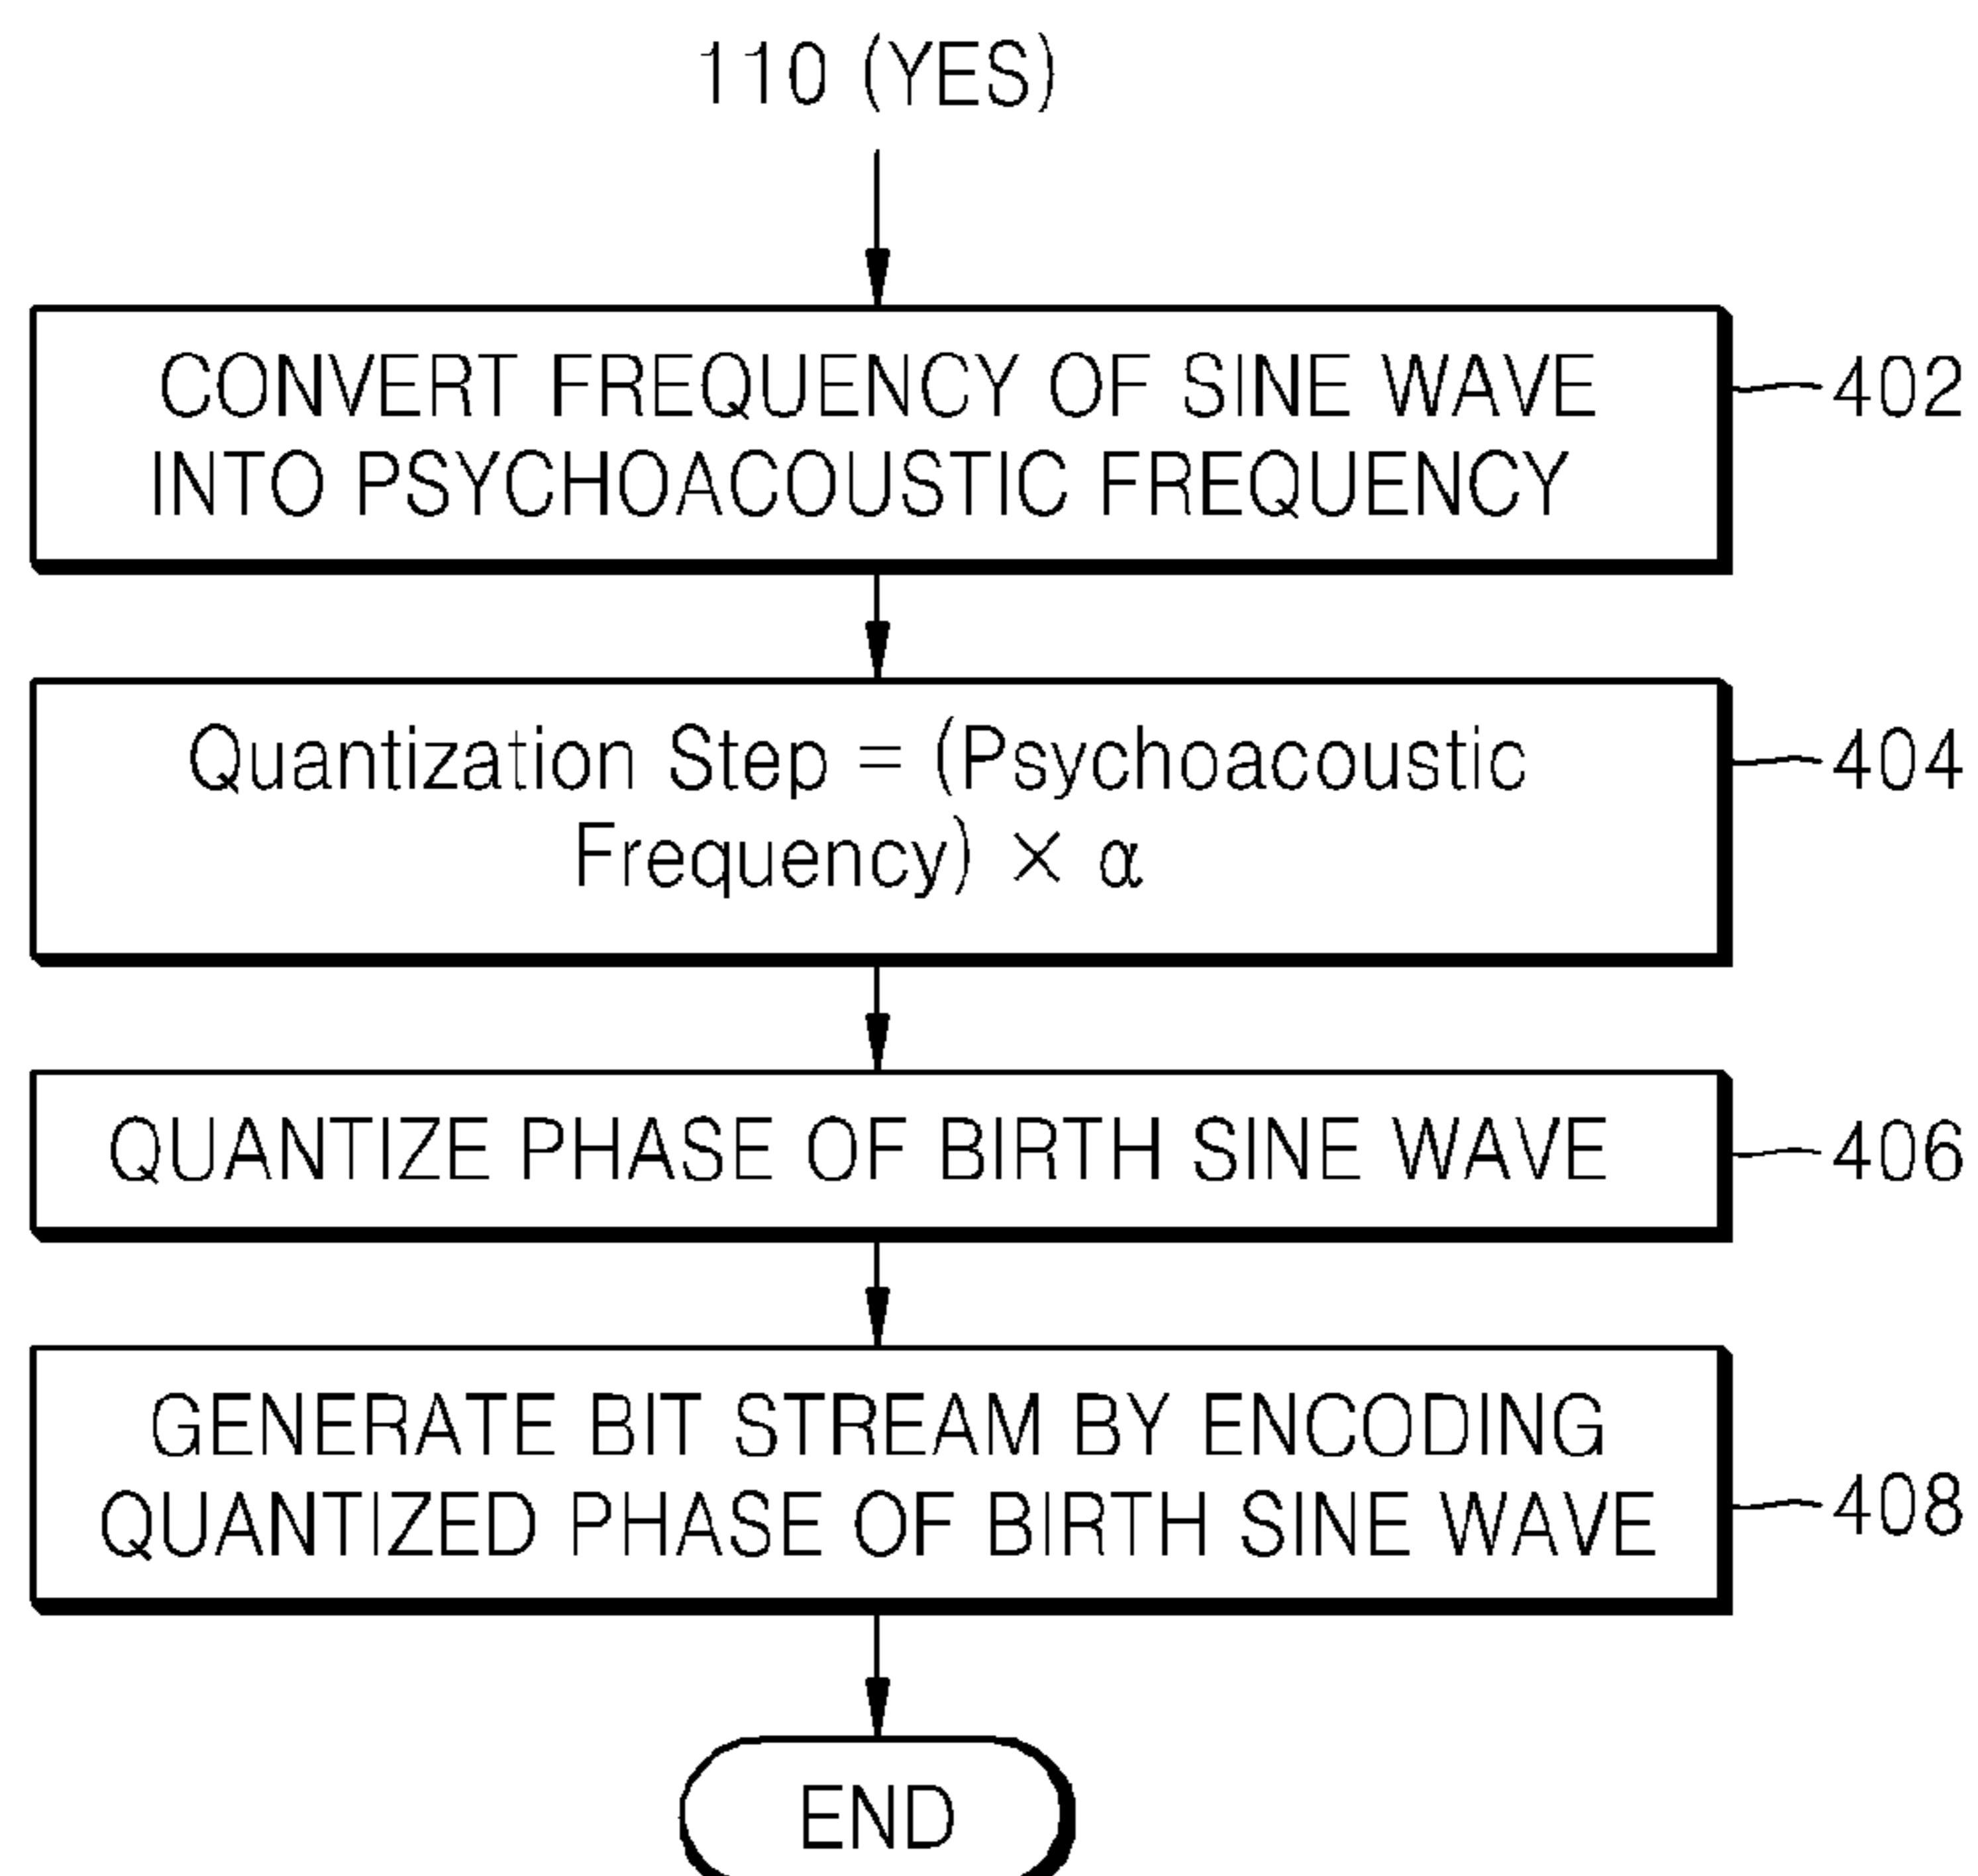 110 (YES)
CONVERT FREQUENCY OF SINE WAVE
INTO PSYCHOACOUSTIC FREQUENCY
402
Quantization Step = (Psychoacoustic
Frequency) × α
404
QUANTIZE PHASE OF BIRTH SINE WAVE
406
GENERATE BIT STREAM BY ENCODING
QUANTIZED PHASE OF BIRTH SINE WAVE
408
END